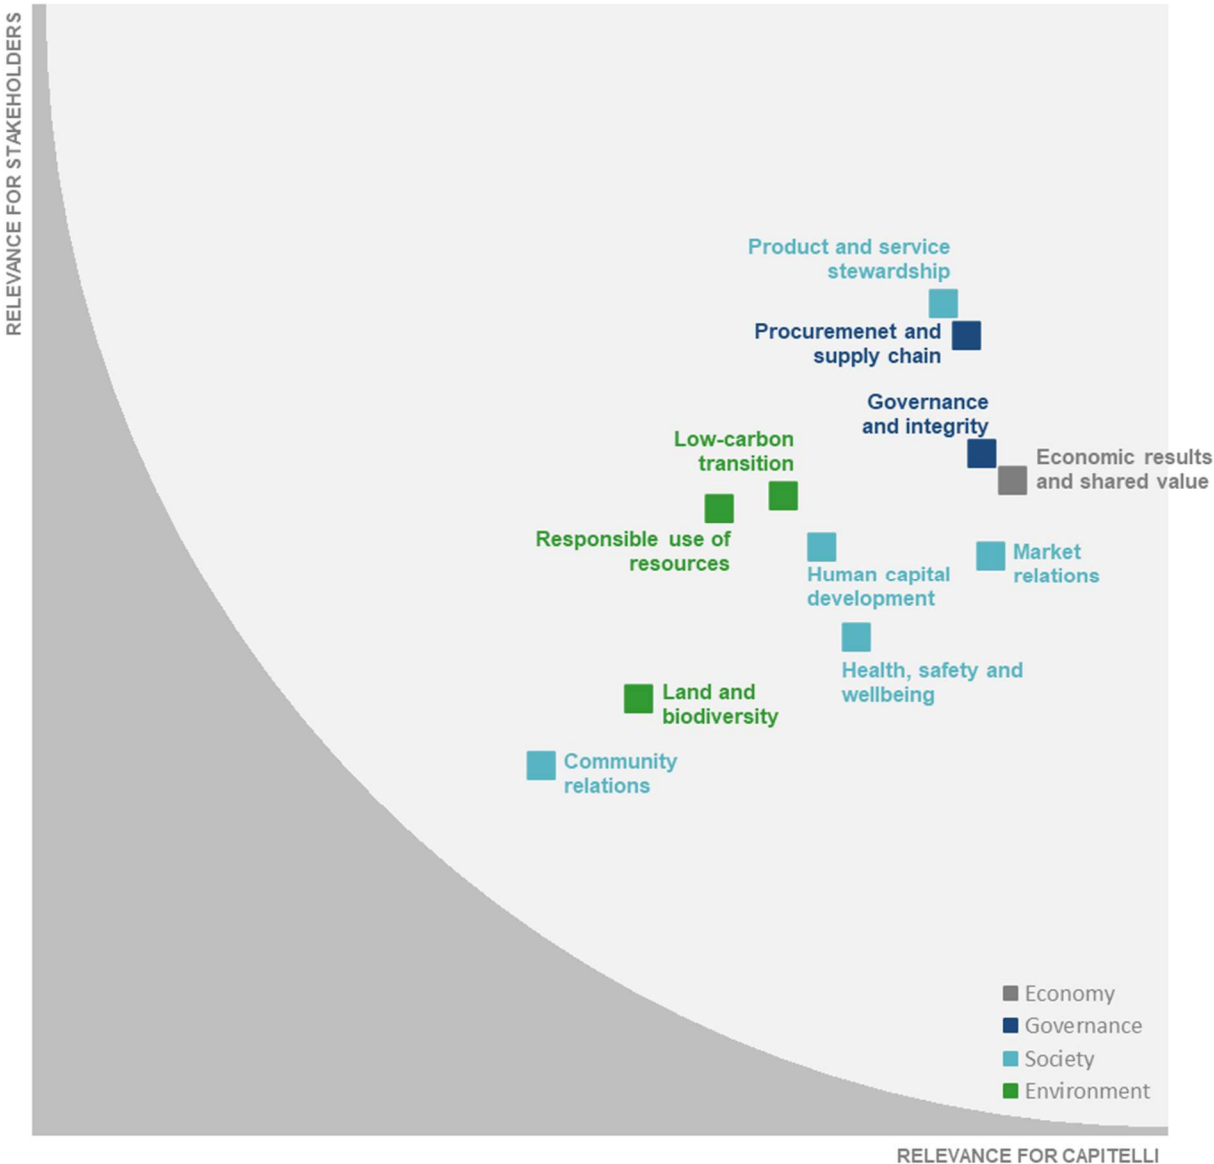 RELEVANCE FOR STAKEHOLDERS
Product and service
stewardship
Procuremenet and
supply chain
Governance
and integrity
Low-carbon
transition
Economic results
and shared value
Responsible use of
resources
Market
relations
Human capital
development
Health, safety and
wellbeing
Land and
biodiversity
Community
relations
Economy
Governance
Society
Environment
RELEVANCE FOR CAPITELLI